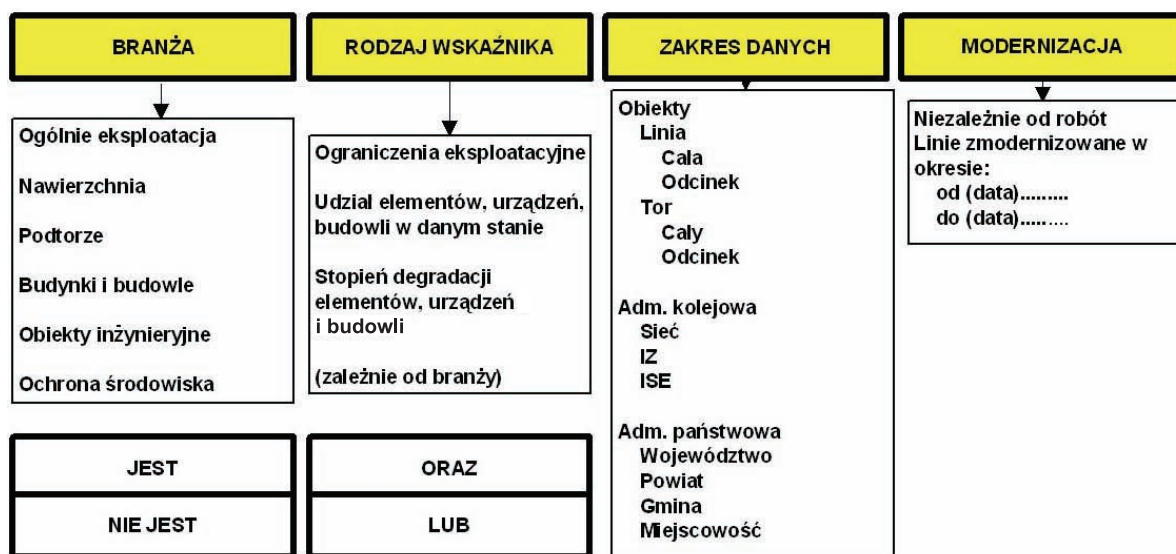 BRANŻA
Ogólnie eksploatacja
Nawierzchnia
Podtorze
Budynki i budowle
Obiekty inżynieryjne
Ochrona środowiska
RODZAJ WSKAŹNIKA
Ograniczenia eksploatacyjne
Udzial elementów, urządzeń,
budowli w danym stanie
Stopień degradacji
elementów, urządzeń
i budowli
(zależnie od branży)
ZAKRES DANYCH
Obiekty
Linia
Cala
Odcinek
Tor
Caly
Odcinek
Adm. kolejowa
Sieć
IZ
ISE
Adm. państwowa
Województwo
Powiat
Gmina
Miejscowość
MODERNIZACJA
Niezależnie od robót
Linie zmodernizowane w
okresie:
od (data).........
do (data).........
JEST
NIE JEST
ORAZ
LUB